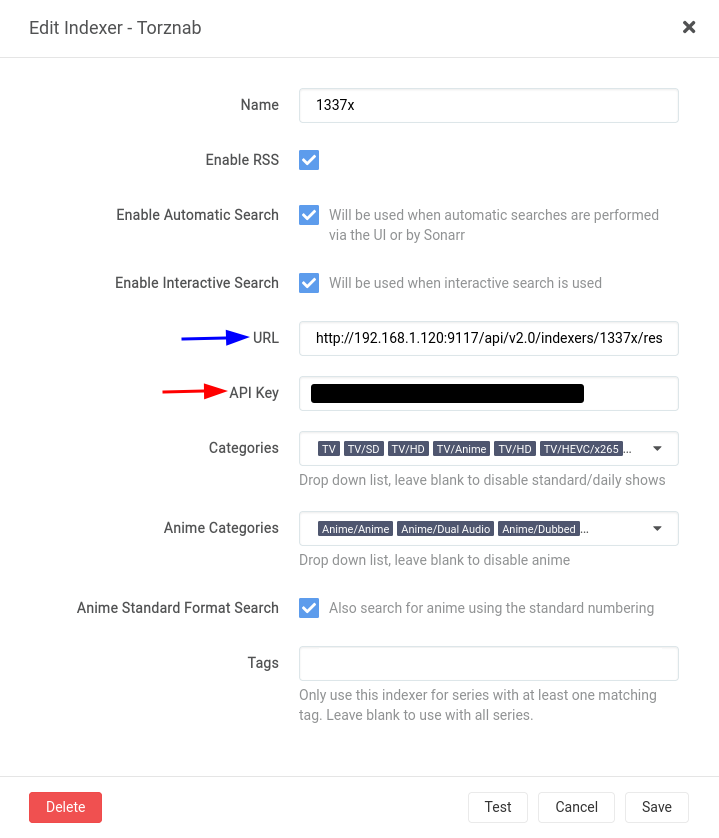 Edit Indexer - Torznab
Name
1337x
Enable RSS
Enable Automatic Search
Will be used when automatic searches are performed
via the UI or by Sonarr
Enable Interactive Search
Will be used when interactive search is used
URL
http://192.168.1.120:9117/api/v2.0/indexers/1337x/res
API Key
Categories
TV TV/SD TV/HD TV/Anime TV/HD TV/HEVC/x265...
Drop down list, leave blank to disable standard/daily shows
Anime Categories
Anime/Anime Anime/Dual Audio Anime/Dubbed...
Drop down list, leave blank to disable anime
Anime Standard Format Search
Also search for anime using the standard numbering
Tags
Only use this indexer for series with at least one matching
tag. Leave blank to use with all series.
Delete Test Cancel Save